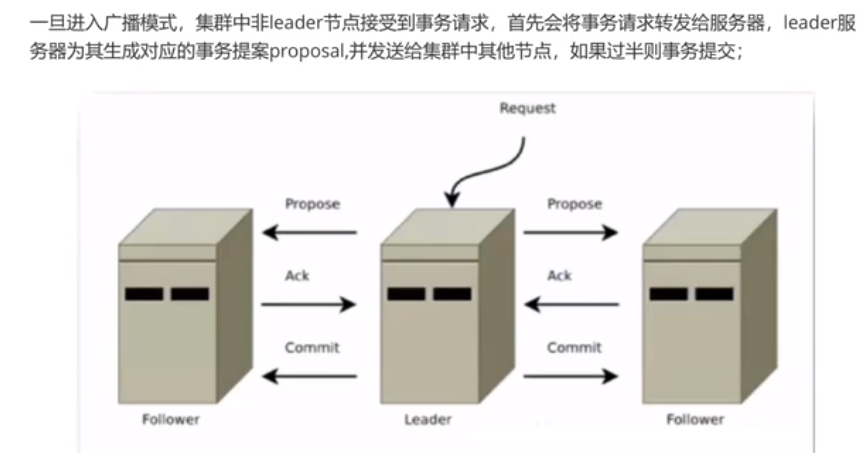 一旦进入广播模式，集群中非leader节点接受到事务请求，首先会将事务请求转发给服务器，leader服
务器为其生成对应的事务提案proposal,并发送给集群中其他节点，如果过半则事务提交；
Request
Propose
Propose
Ack
Ack
Commit
Commit
Follower
Leader
Follower